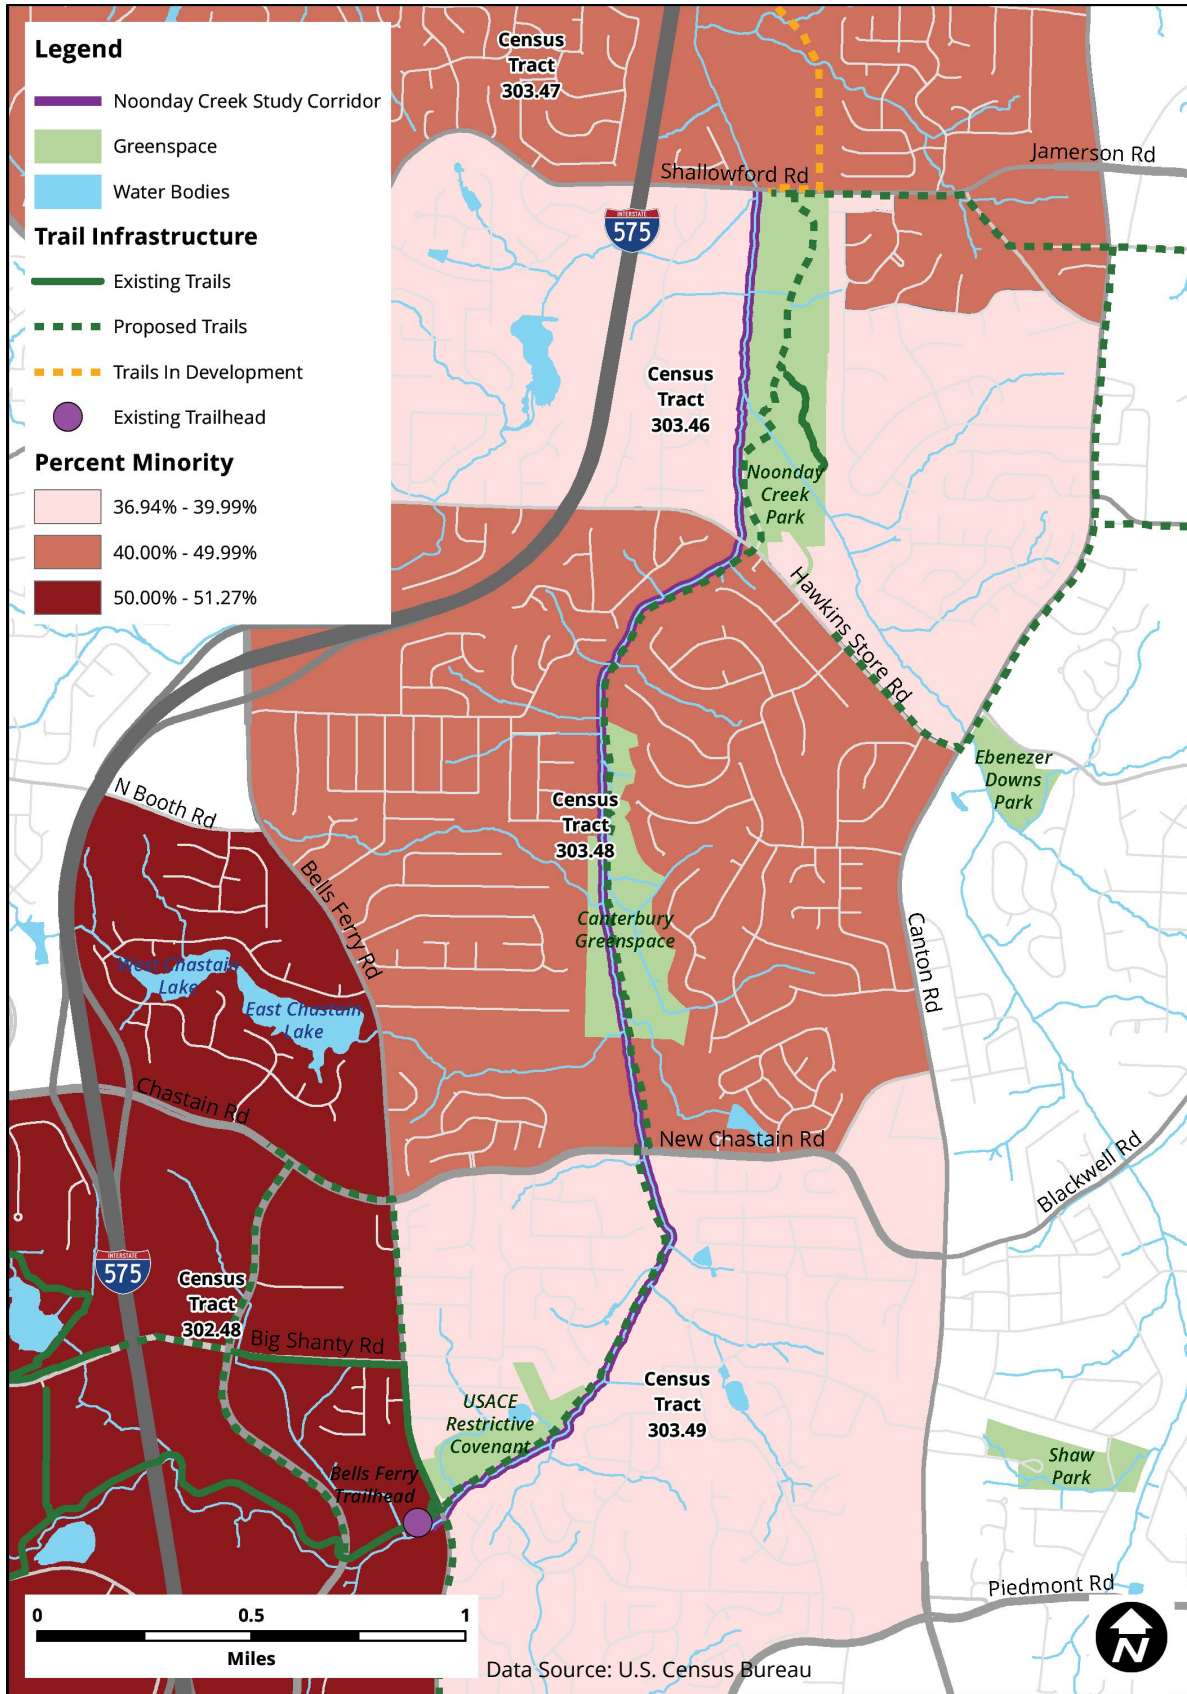 Legend
Noonday Creek Study Corridor
Greenspace
Water Bodies
Trail Infrastructure
Existing Trails
Proposed Trails
Trails In Development
Existing Trailhead
Percent Minority
36.94% - 39.99%
40.00% - 49.99%
50.00% - 51.27%
Census
Tract
303.47
Shallowford Rd
Jamerson Rd
INTERSTATE
575
Census
Tract
303.46
Noonday
Creek
Park
Hawkins Store Rd
Ebenezer
Downs
Park
N Booth Rd
Bells Ferry Rd
Census
Tract
303.48
Canterbury
Greenspace
Canton Rd
West Chastain
Lake
East Chastain
Lake
Chastain Rd
New Chastain Rd
Blackwell Rd
INTERSTATE
575
Census
Tract
302.48
Big Shanty Rd
USACE
Restrictive
Covenant
Census
Tract
303.49
Bells Ferry
Trailhead
Shaw
Park
Piedmont Rd
0 0.5 1
Miles
Data Source: U.S. Census Bureau
N